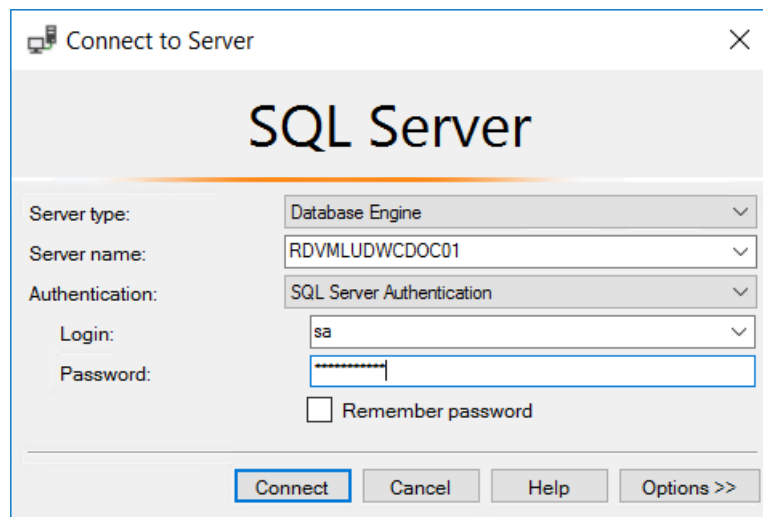 Connect to Server
SQL Server
Server type: Database Engine
Server name: RDVMLUDWCDOC01
Authentication: SQL Server Authentication
Login: sa
Password: ***********
Remember password
Connect Cancel Help Options >>